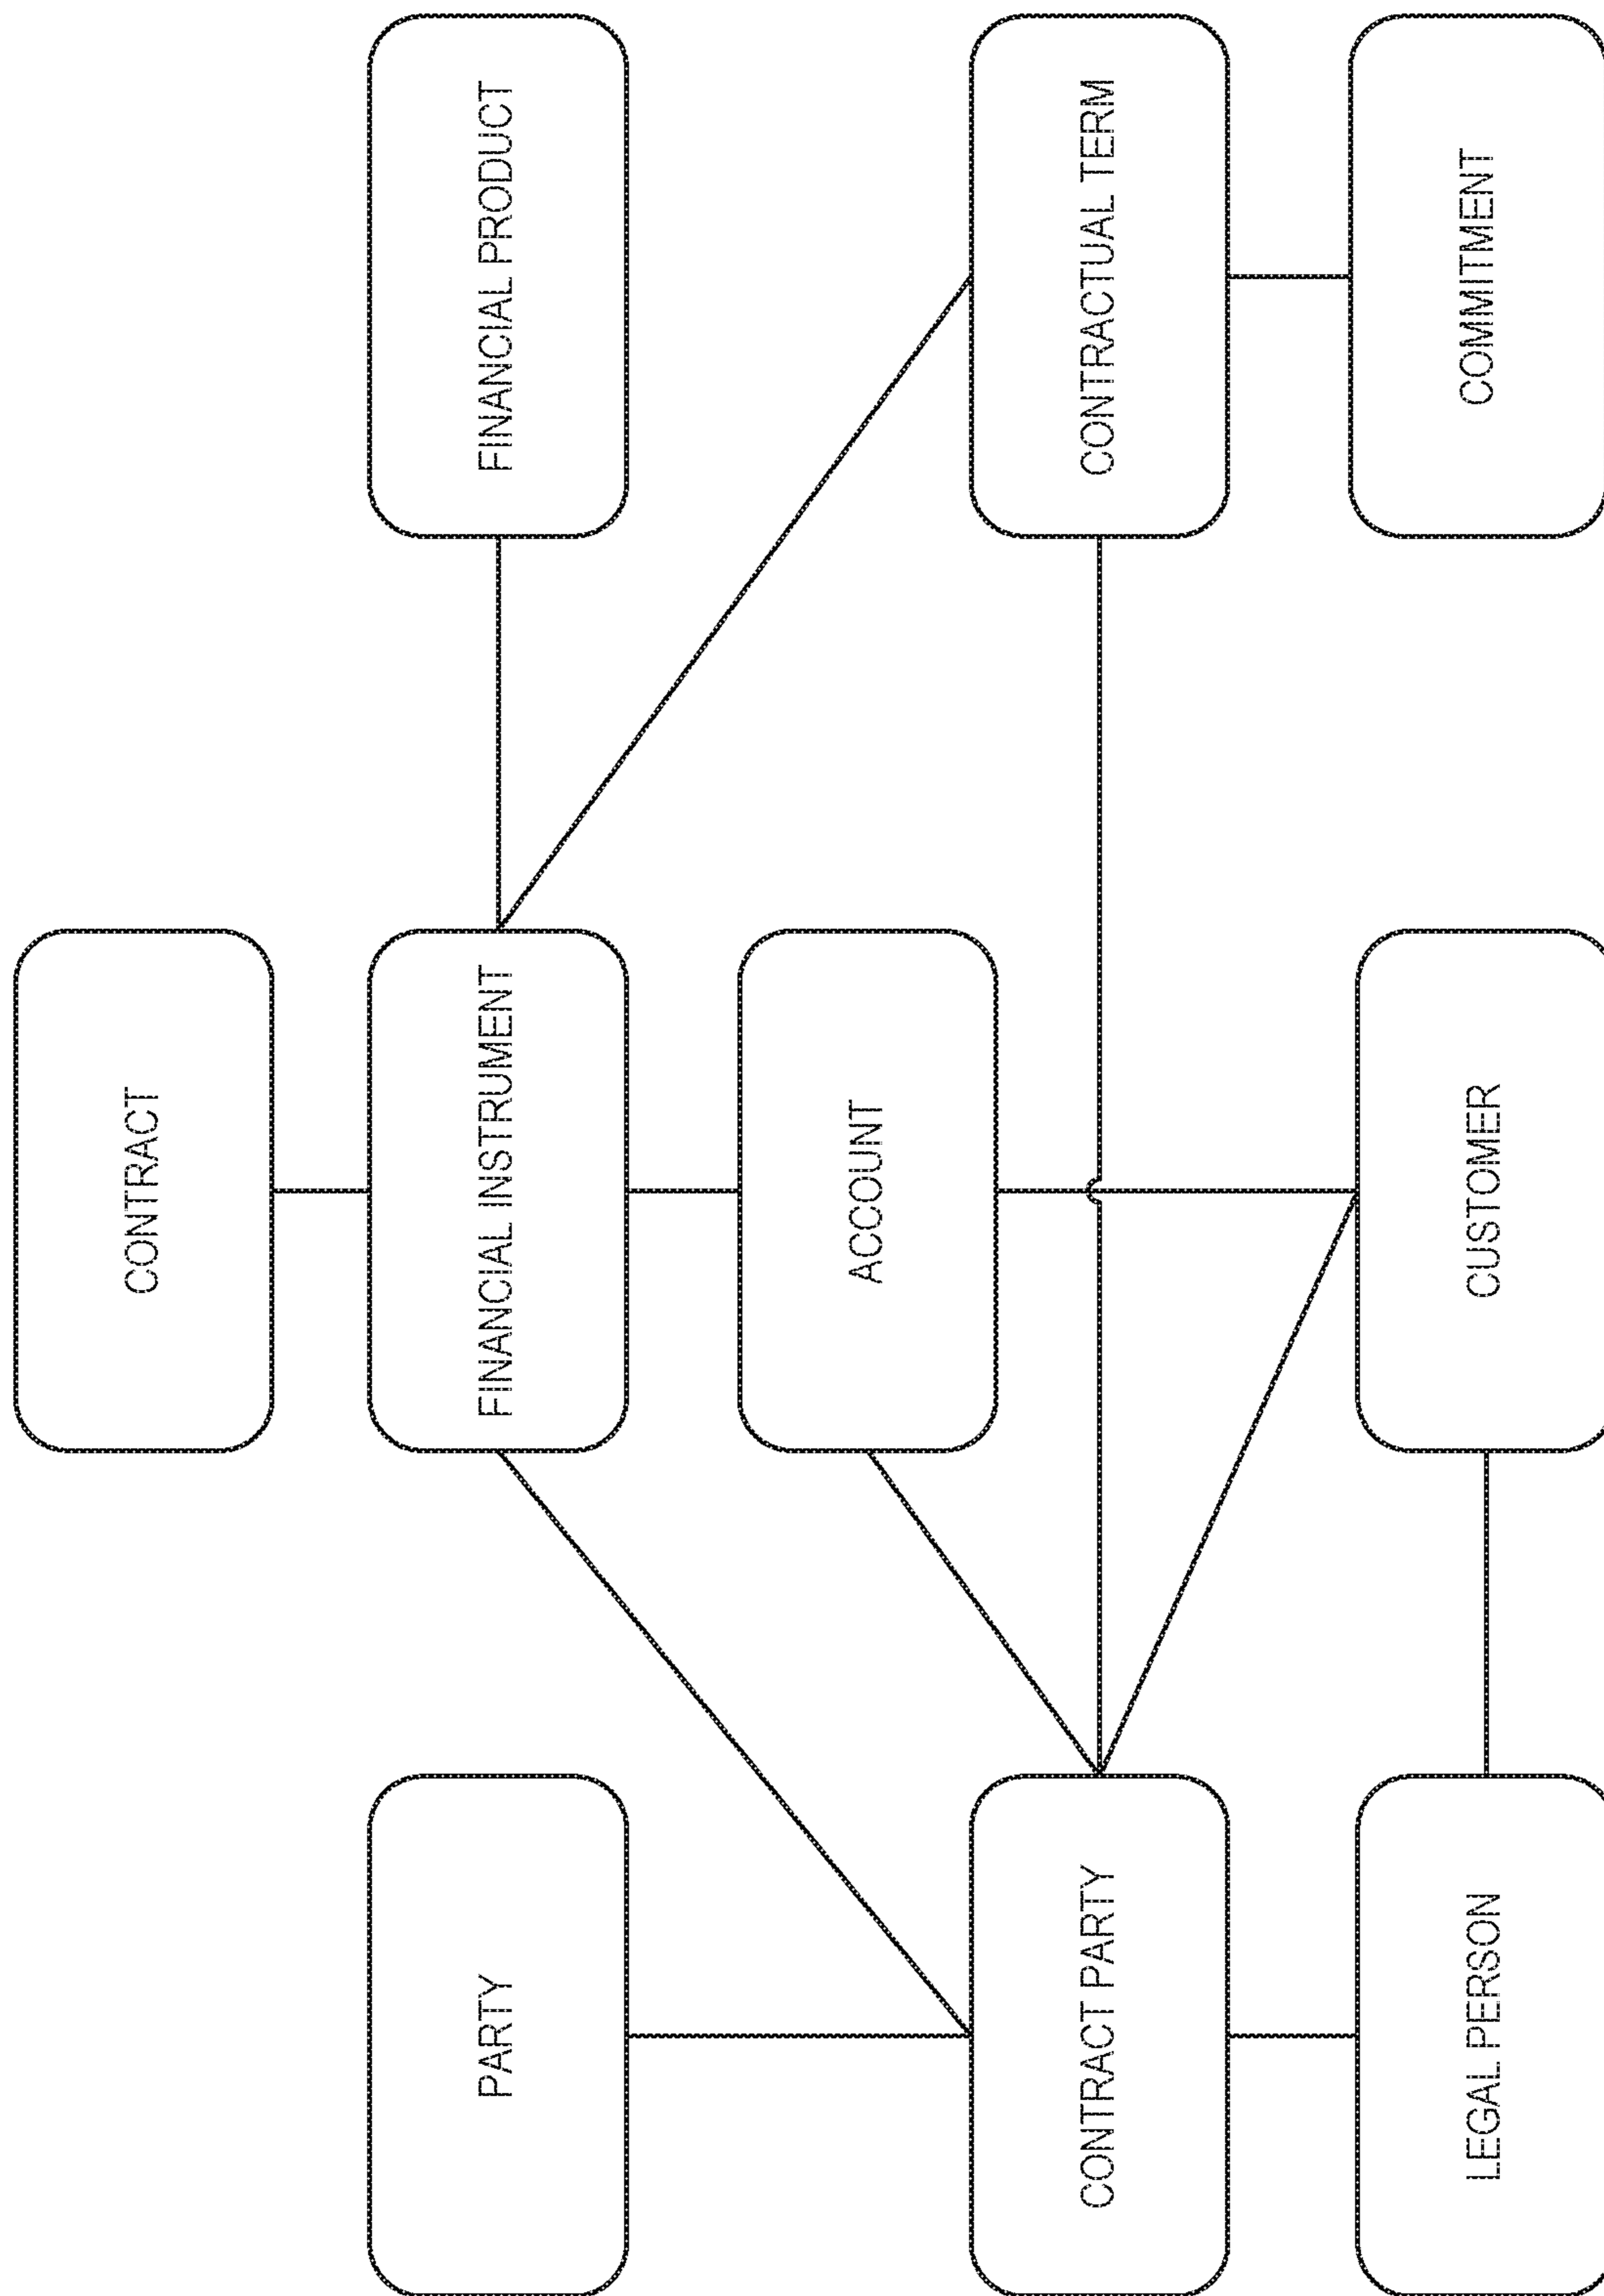 CONTRACT
PARTY
FINANCIAL INSTRUMENT
FINANCIAL PRODUCT
ACCOUNT
CONTRACT PARTY
CONTRACTUAL TERM
LEGAL PERSON
CUSTOMER
COMMITMENT